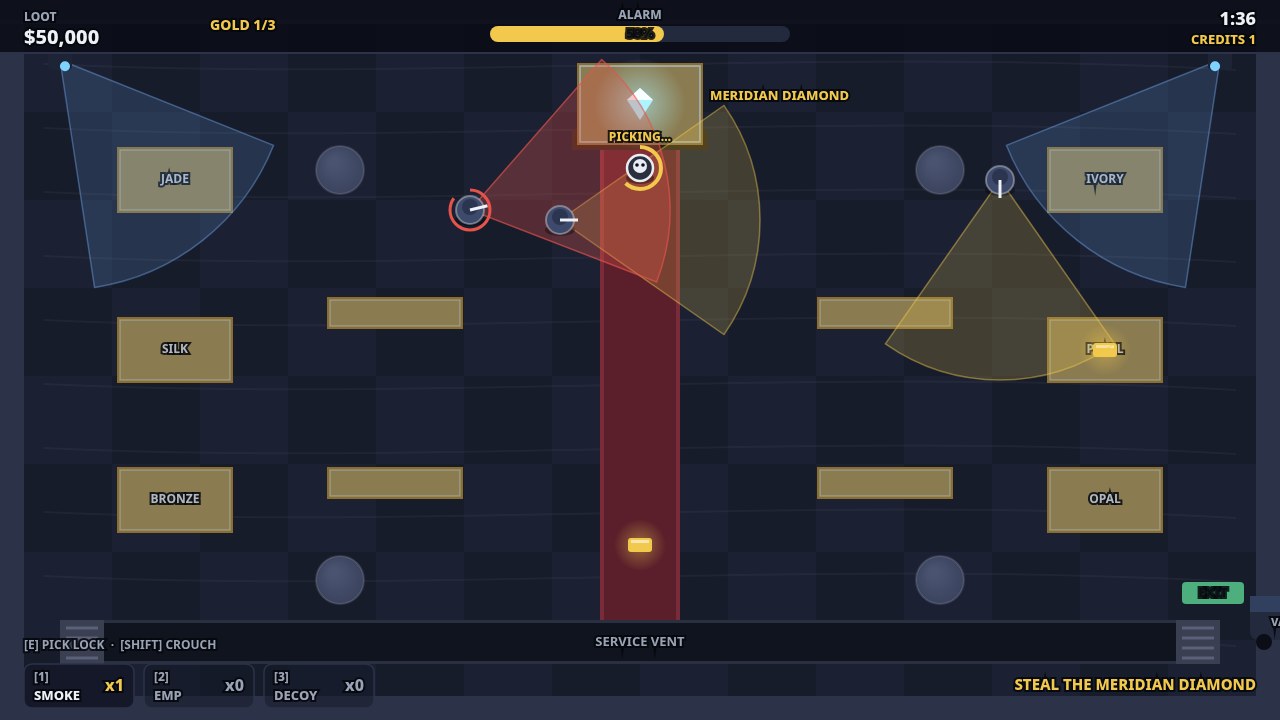 LOOT
$50,000
GOLD 1/3
ALARM
1:36
CREDITS 1
MERIDIAN DIAMOND
PICKING...
JADE
IVORY
SILK
BRONZE
OPAL
[E] PICK LOCK · [SHIFT] CROUCH
SERVICE VENT
[1]
SMOKE x1
[2]
EMP x0
[3]
DECOY x0
STEAL THE MERIDIAN DIAMOND